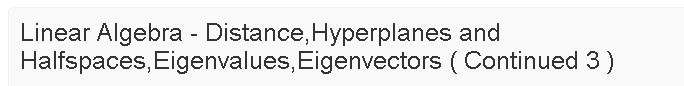 Linear Algebra - Distance,Hyperplanes and
Halfspaces,Eigenvalues,Eigenvectors ( Continued 3 )